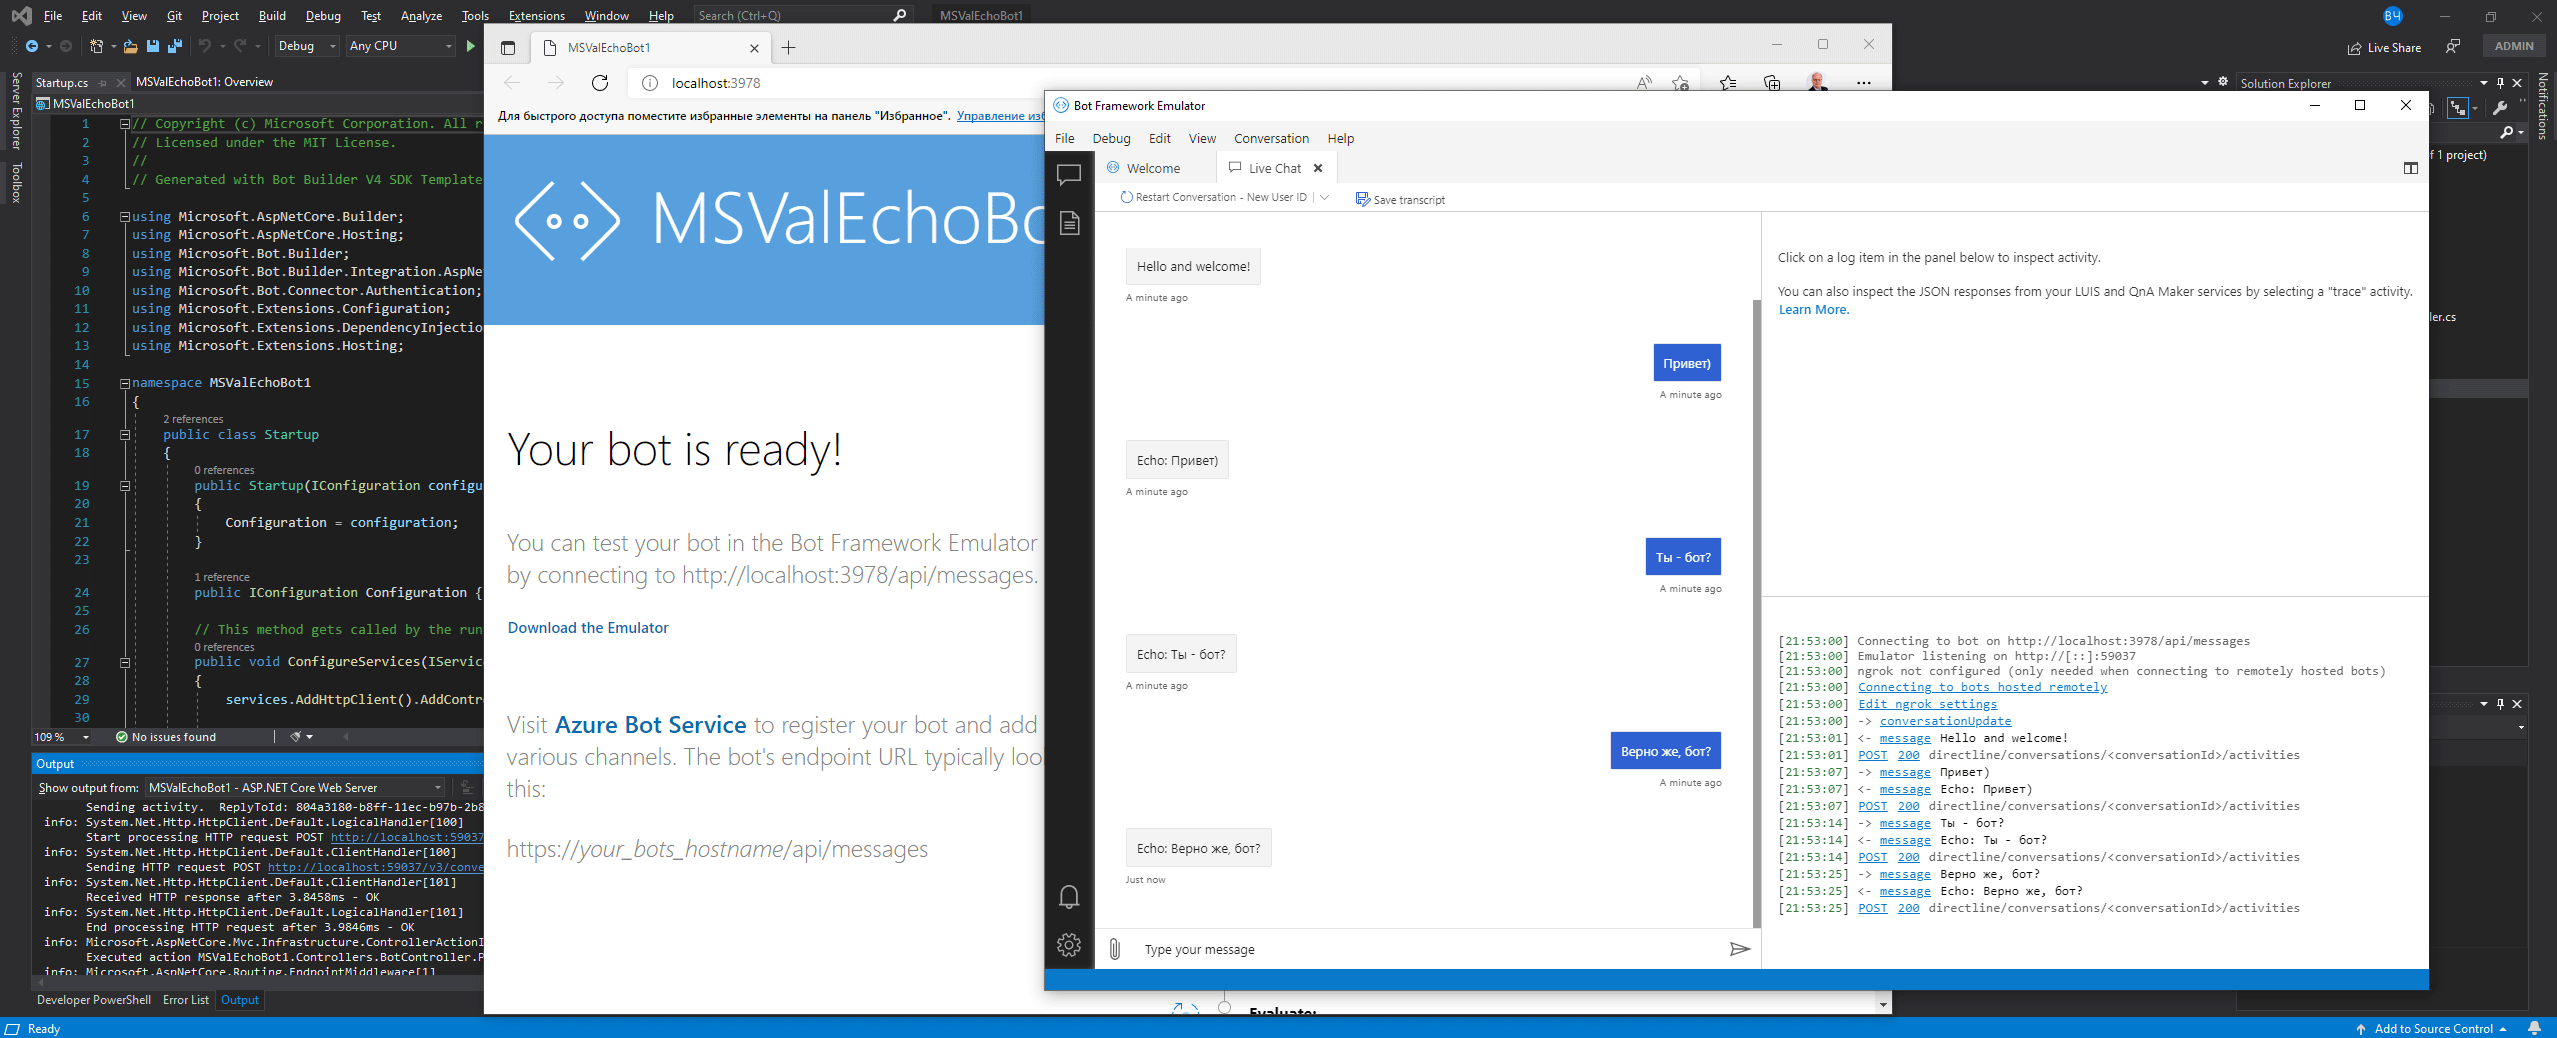 File Edit View Git Project Build Debug Test Analyze Tools Extensions Window Help Search (Ctrl+Q) MSValEchoBot1 ВЧ
Debug Any CPU Live Share ADMIN
Server Explorer
Toolbox
Startup.cs MSValEchoBot1: Overview
MSValEchoBot1
1 // Copyright (c) Microsoft Corporation. All r
2 // Licensed under the MIT License.
3 //
4 // Generated with Bot Builder V4 SDK Template
5
6 using Microsoft.AspNetCore.Builder;
7 using Microsoft.AspNetCore.Hosting;
8 using Microsoft.Bot.Builder;
9 using Microsoft.Bot.Builder.Integration.AspNe
10 using Microsoft.Bot.Connector.Authentication;
11 using Microsoft.Extensions.Configuration;
12 using Microsoft.Extensions.DependencyInjectio
13 using Microsoft.Extensions.Hosting;
14
15 namespace MSValEchoBot1
16 {
2 references
17 public class Startup
18 {
0 references
19 public Startup(IConfiguration configu
20 {
21 Configuration = configuration;
22 }
23
1 reference
24 public IConfiguration Configuration {
25
26 // This method gets called by the run
0 references
27 public void ConfigureServices(IServic
28 {
29 services.AddHttpClient().AddContr
30
109 % No issues found
Output
Show output from: MSValEchoBot1 - ASP.NET Core Web Server
Sending activity. ReplyToId: 804a3180-b8ff-11ec-b97b-2b8
info: System.Net.Http.HttpClient.Default.LogicalHandler[100]
Start processing HTTP request POST http://localhost:59037
info: System.Net.Http.HttpClient.Default.ClientHandler[100]
Sending HTTP request POST http://localhost:59037/v3/conve
info: System.Net.Http.HttpClient.Default.ClientHandler[101]
Received HTTP response after 3.8458ms - OK
info: System.Net.Http.HttpClient.Default.LogicalHandler[101]
End processing HTTP request after 3.9846ms - OK
info: Microsoft.AspNetCore.Mvc.Infrastructure.ControllerActionI
Executed action MSValEchoBot1.Controllers.BotController.P
info: Microsoft.AspNetCore.Routing.EndpointMiddleware[1]
Developer PowerShell Error List Output
Ready Add to Source Control
MSValEchoBot1
localhost:3978
Для быстрого доступа поместите избранные элементы на панель "Избранное". Управление изб
MSValEchoBo
Your bot is ready!
You can test your bot in the Bot Framework Emulator
by connecting to http://localhost:3978/api/messages.
Download the Emulator
Visit Azure Bot Service to register your bot and add
various channels. The bot's endpoint URL typically loo
this:
https://your_bots_hostname/api/messages
Evaluate:
Bot Framework Emulator
File Debug Edit View Conversation Help
Welcome Live Chat
Restart Conversation - New User ID Save transcript
Hello and welcome!
A minute ago
Привет)
A minute ago
Echo: Привет)
A minute ago
Ты - бот?
A minute ago
Echo: Ты - бот?
A minute ago
Верно же, бот?
A minute ago
Echo: Верно же, бот?
Just now
Type your message
Click on a log item in the panel below to inspect activity.
You can also inspect the JSON responses from your LUIS and QnA Maker services by selecting a "trace" activity.
Learn More.
[21:53:00] Connecting to bot on http://localhost:3978/api/messages
[21:53:00] Emulator listening on http://[::]:59037
[21:53:00] ngrok not configured (only needed when connecting to remotely hosted bots)
[21:53:00] Connecting to bots hosted remotely
[21:53:00] Edit ngrok settings
[21:53:00] -> conversationUpdate
[21:53:01] <- message Hello and welcome!
[21:53:01] POST 200 directline/conversations/<conversationId>/activities
[21:53:07] -> message Привет)
[21:53:07] <- message Echo: Привет)
[21:53:07] POST 200 directline/conversations/<conversationId>/activities
[21:53:14] -> message Ты - бот?
[21:53:14] <- message Echo: Ты - бот?
[21:53:14] POST 200 directline/conversations/<conversationId>/activities
[21:53:25] -> message Верно же, бот?
[21:53:25] <- message Echo: Верно же, бот?
[21:53:25] POST 200 directline/conversations/<conversationId>/activities
Solution Explorer
f 1 project)
ler.cs
Notifications